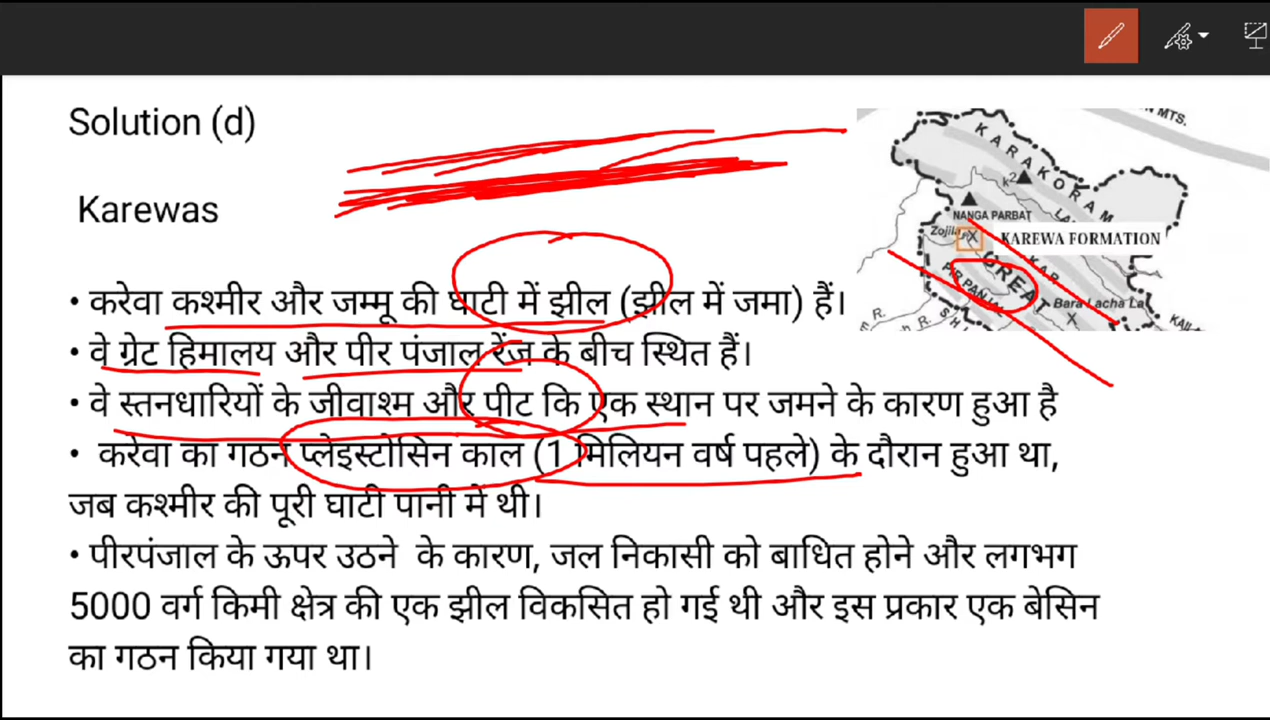 Solution (d)
Karewas
• करेवा कश्मीर और जम्मू की घाटी में झील (झील में जमा) हैं।
• वे ग्रेट हिमालय और पीर पंजाल रेंज के बीच स्थित हैं।
• वे स्तनधारियों के जीवाश्म और पीट कि एक स्थान पर जमने के कारण हुआ है
• करेवा का गठन प्लेइस्टोसिन काल (1 मिलियन वर्ष पहले) के दौरान हुआ था,
जब कश्मीर की पूरी घाटी पानी में थी।
• पीरपंजाल के ऊपर उठने के कारण, जल निकासी को बाधित होने और लगभग
5000 वर्ग किमी क्षेत्र की एक झील विकसित हो गई थी और इस प्रकार एक बेसिन
का गठन किया गया था।
MTS.
KARAKORAM
K2
NANGA PARBAT
KAREWA FORMATION
GREAT
PIR PANJAL
Bara Lacha La
R.
R.